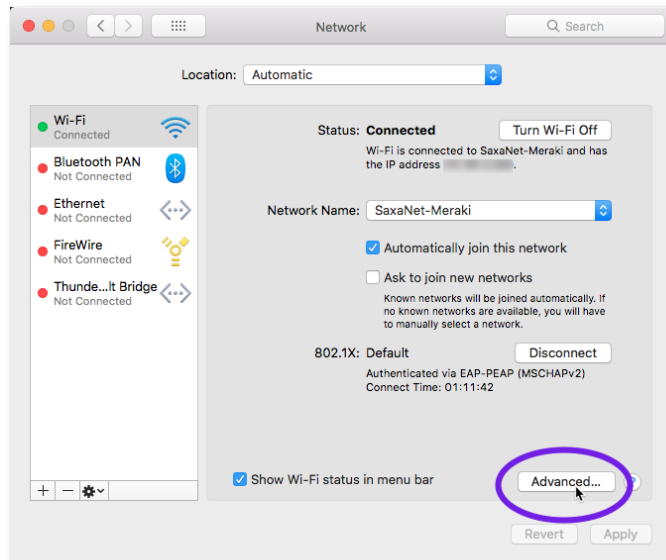 Network
Search
Location: Automatic
Wi-Fi
Connected
Bluetooth PAN
Not Connected
Ethernet
Not Connected
FireWire
Not Connected
Thunde...lt Bridge
Not Connected
Status: Connected
Turn Wi-Fi Off
Wi-Fi is connected to SaxaNet-Meraki and has
the IP address .
Network Name: SaxaNet-Meraki
Automatically join this network
Ask to join new networks
Known networks will be joined automatically. If
no known networks are available, you will have
to manually select a network.
802.1X: Default
Disconnect
Authenticated via EAP-PEAP (MSCHAPv2)
Connect Time: 01:11:42
Show Wi-Fi status in menu bar
Advanced...
?
Revert
Apply